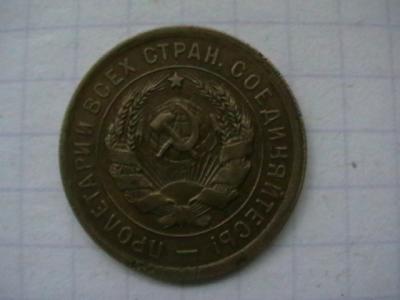 ПРОЛЕТАРИИ ВСЕХ СТРАН, СОЕДИНЯЙТЕСЬ! —